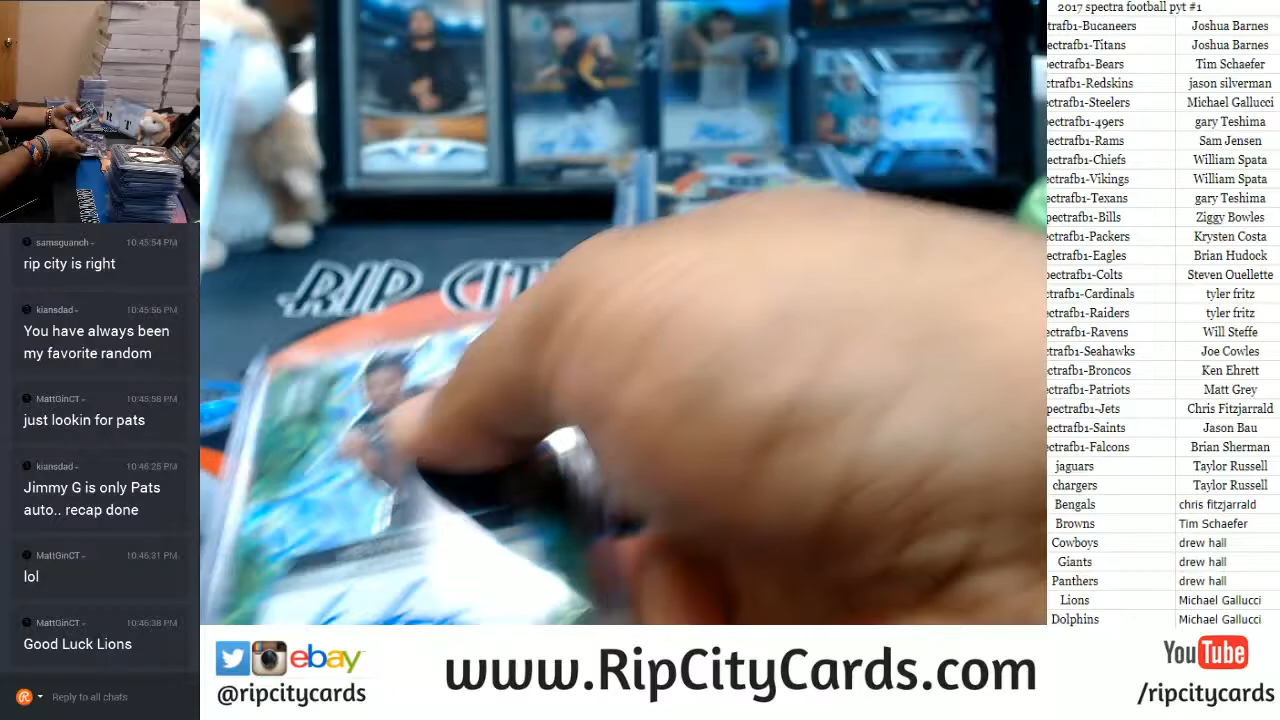 samsguanch
10:45:54 PM
rip city is right
kiansdad
10:45:56 PM
You have always been
my favorite random
MattGinCT
10:45:58 PM
just lookin for pats
kiansdad
10:46:25 PM
Jimmy G is only Pats
auto.. recap done
MattGinCT
10:46:31 PM
lol
MattGinCT
10:46:38 PM
Good Luck Lions
Reply to all chats
RIP CIT
ebay
@ripcitycards
www.RipCityCards.com
YouTube
/ripcitycards
2017 spectra football pyt #1
trafb1-Bucaneers Joshua Barnes
ectrafb1-Titans Joshua Barnes
ectrafb1-Bears Tim Schaefer
ectrafb1-Redskins jason silverman
ectrafb1-Steelers Michael Gallucci
pectrafb1-49ers gary Teshima
pectrafb1-Rams Sam Jensen
ectrafb1-Chiefs William Spata
ectrafb1-Vikings William Spata
ectrafb1-Texans gary Teshima
pectrafb1-Bills Ziggy Bowles
ectrafb1-Packers Krysten Costa
ectrafb1-Eagles Brian Hudock
pectrafb1-Colts Steven Ouellette
ctrafb1-Cardinals tyler fritz
ectrafb1-Raiders tyler fritz
ectrafb1-Ravens Will Steffe
ctrafb1-Seahawks Joe Cowles
ectrafb1-Broncos Ken Ehrett
ectrafb1-Patriots Matt Grey
pectrafb1-Jets Chris Fitzjarrald
ectrafb1-Saints Jason Bau
ectrafb1-Falcons Brian Sherman
jaguars Taylor Russell
chargers Taylor Russell
Bengals chris fitzjarrald
Browns Tim Schaefer
Cowboys drew hall
Giants drew hall
Panthers drew hall
Lions Michael Gallucci
Dolphins Michael Gallucci